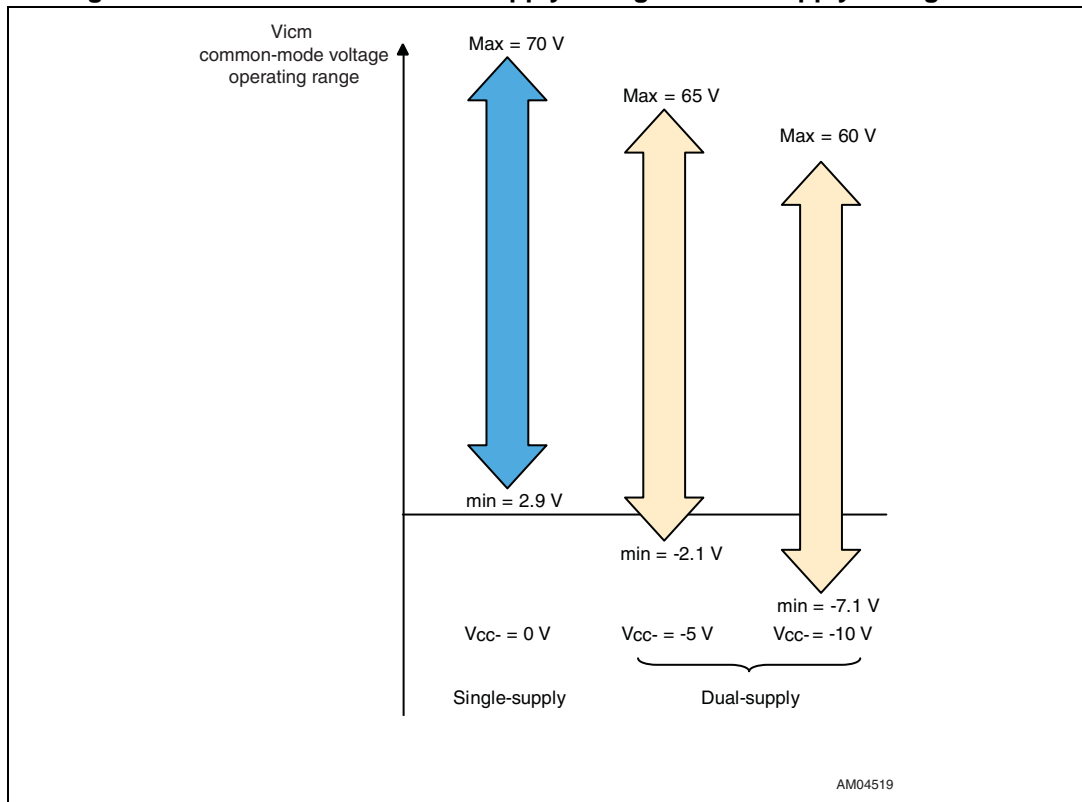 Vicm
common-mode voltage
operating range
Max = 70 V
Max = 65 V
Max = 60 V
min = 2.9 V
min = -2.1 V
min = -7.1 V
Vcc- = 0 V
Vcc- = -5 V
Vcc- = -10 V
Single-supply
Dual-supply
AM04519